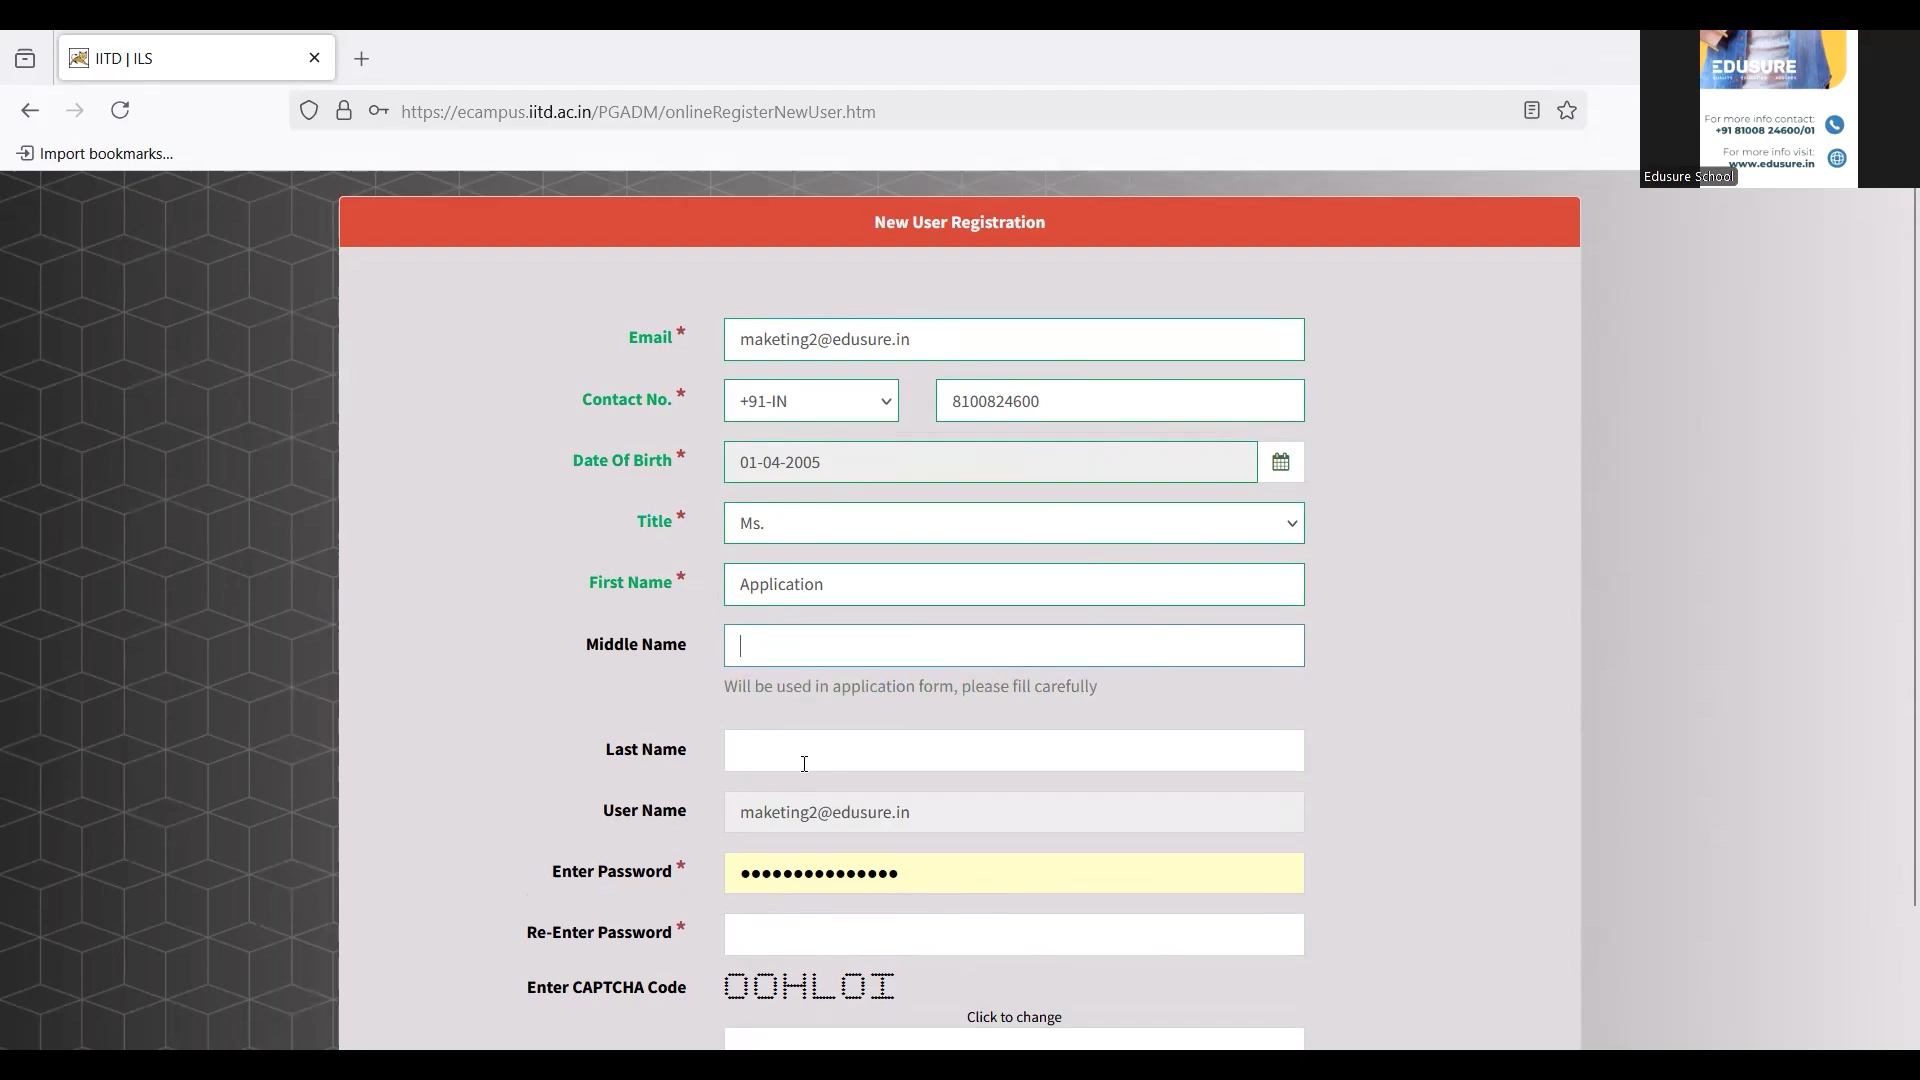 IITD | ILS
https://ecampus.iitd.ac.in/PGADM/onlineRegisterNewUser.htm
Import bookmarks...
EDUSURE
For more info contact:
+91 81008 24600/01
For more info visit:
www.edusure.in
Edusure School
New User Registration
Email * maketing2@edusure.in
Contact No. * +91-IN 8100824600
Date Of Birth * 01-04-2005
Title * Ms.
First Name * Application
Middle Name
Will be used in application form, please fill carefully
Last Name
User Name maketing2@edusure.in
Enter Password * ●●●●●●●●●●●●●●●
Re-Enter Password *
Enter CAPTCHA Code OOHLOI
Click to change